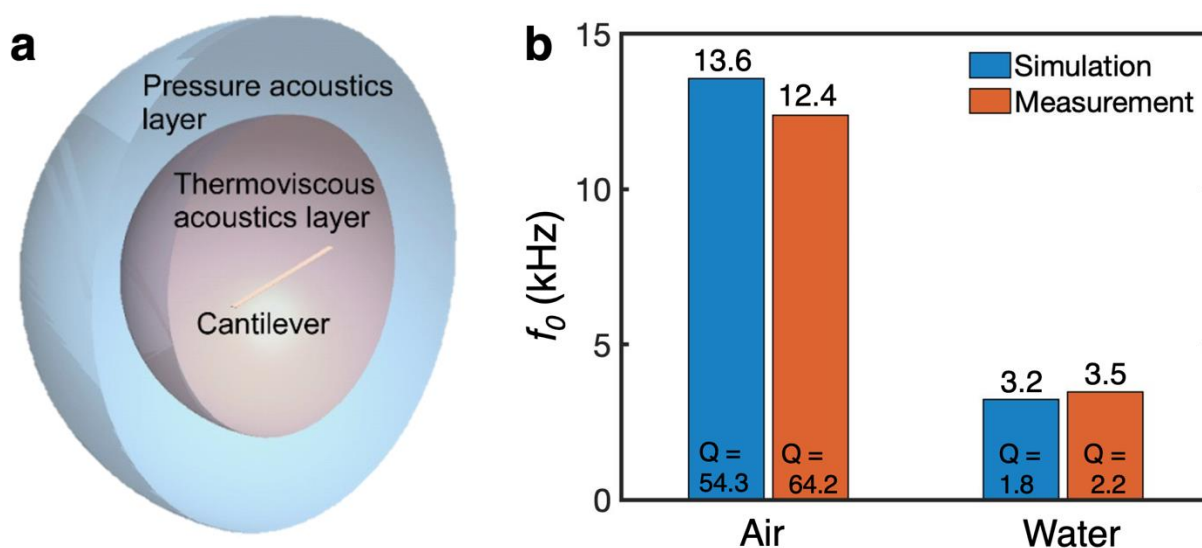 a
Pressure acoustics
layer
Thermoviscous
acoustics layer
Cantilever
b
15
10
5
0
f0 (kHz)
Simulation
Measurement
13.6
12.4
3.2
3.5
Q =
54.3
Q =
64.2
Q =
1.8
Q =
2.2
Air
Water